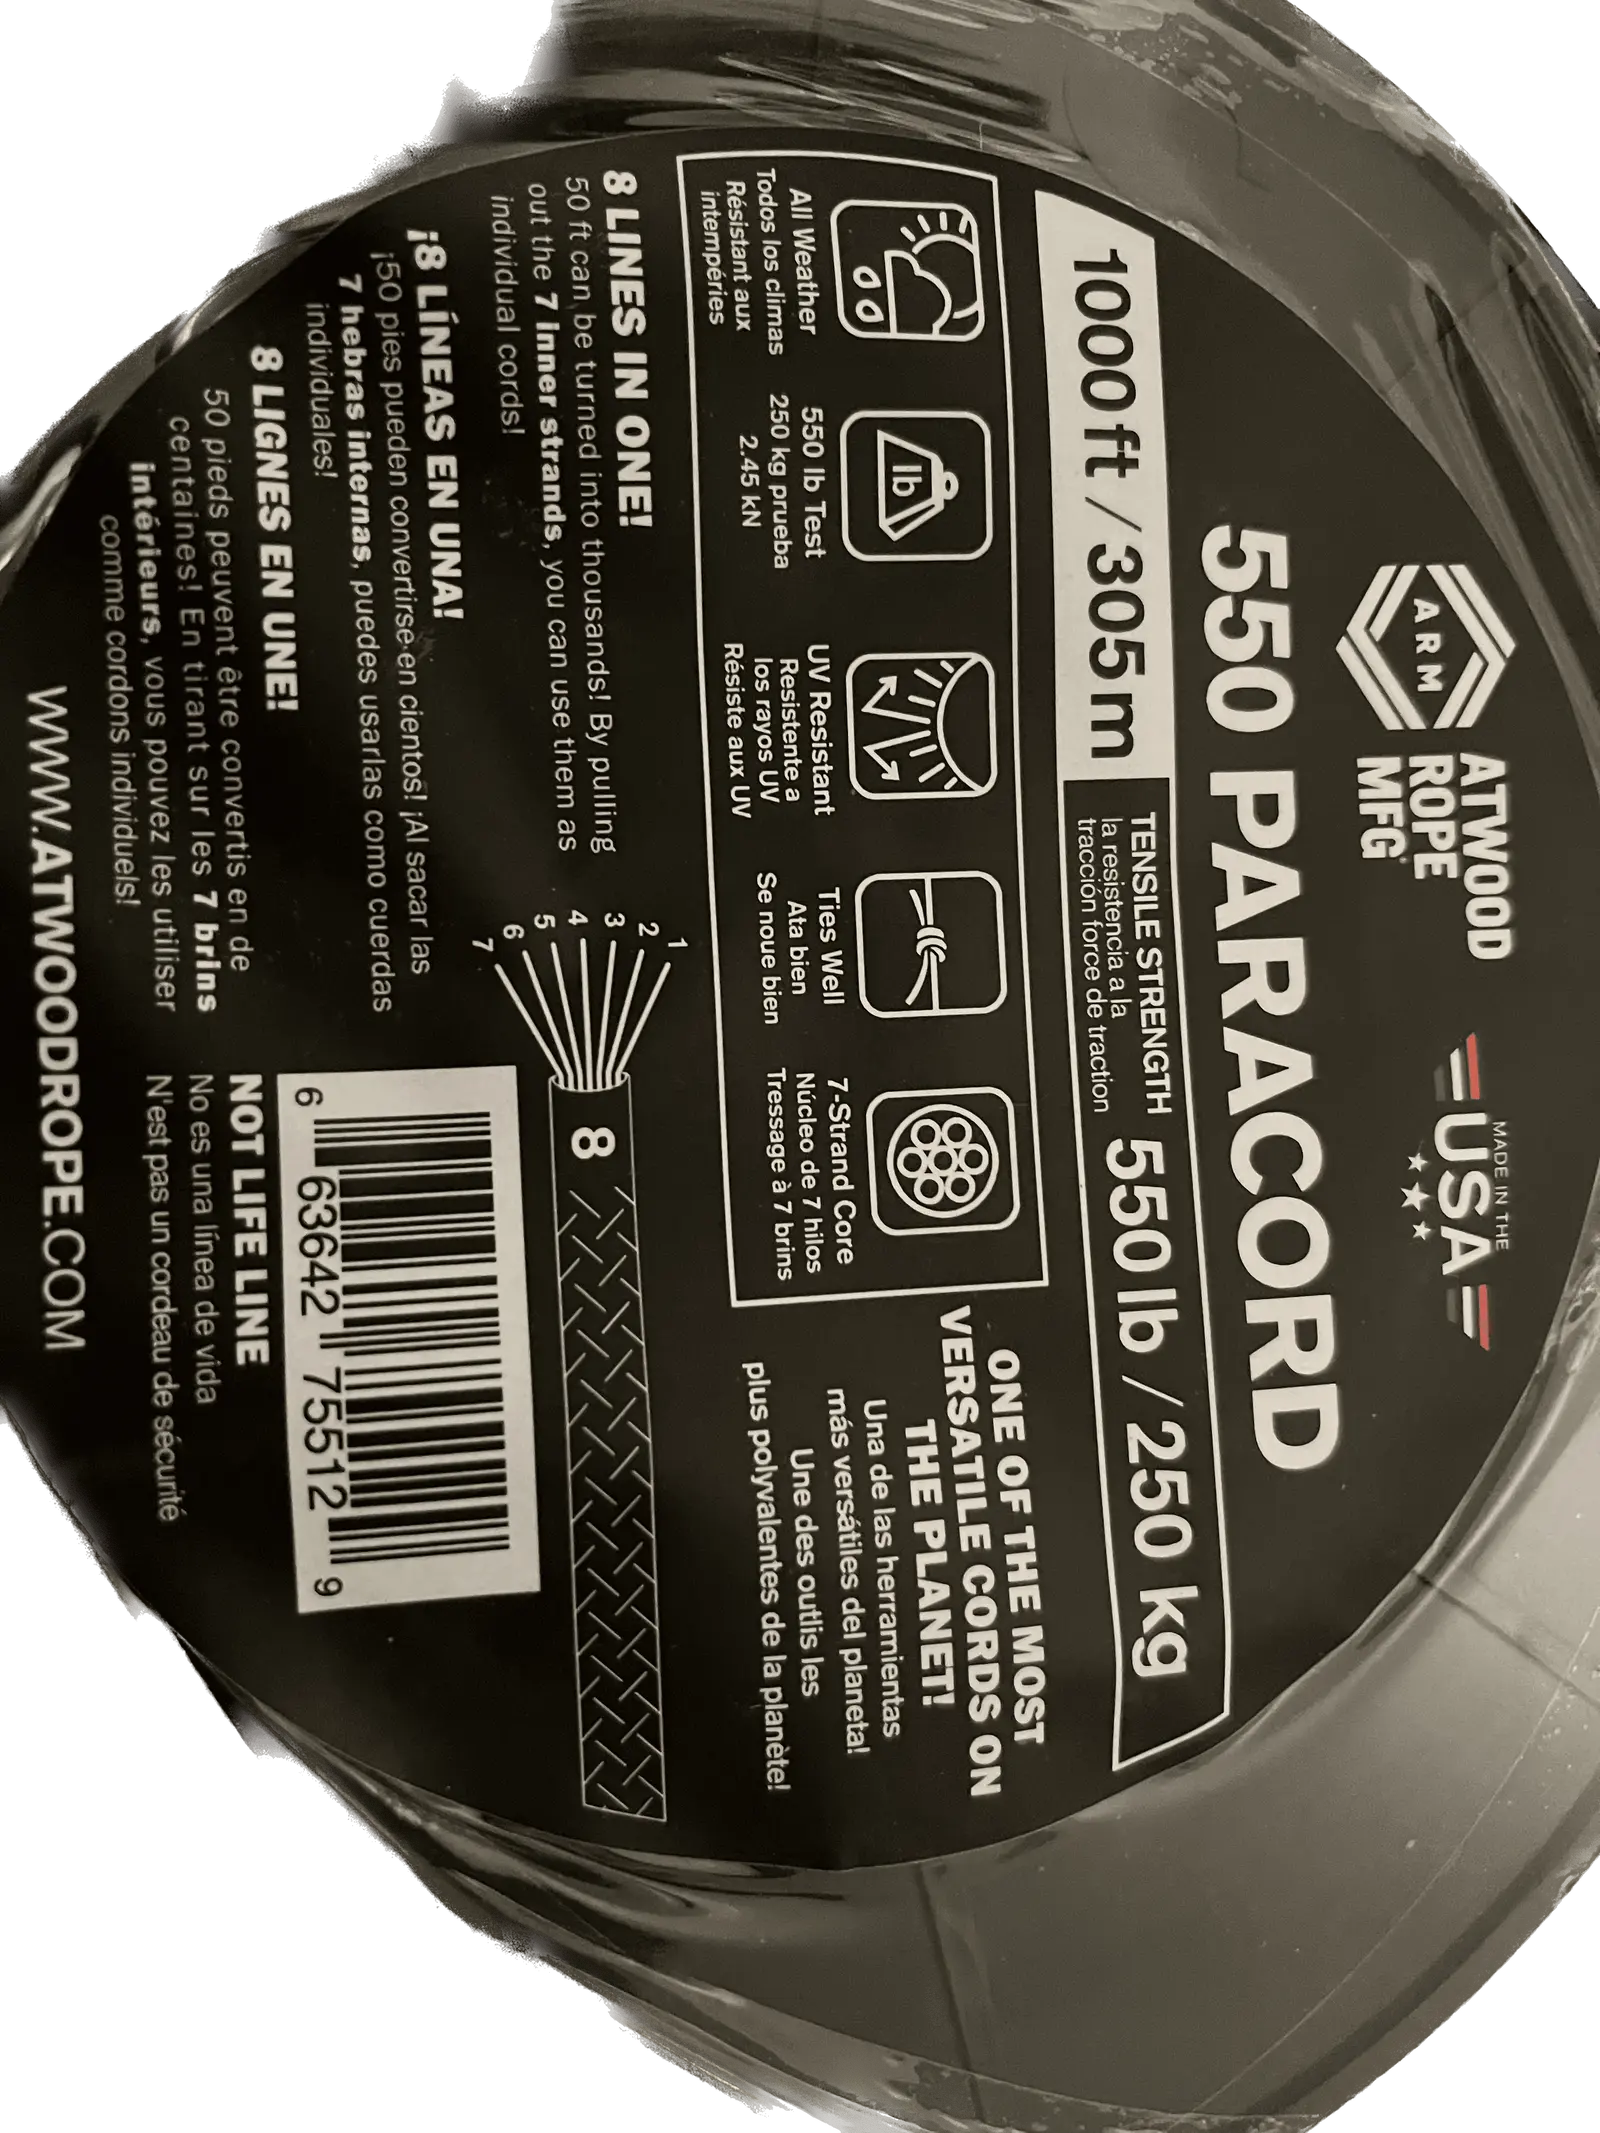 ARM
ATWOOD
ROPE
MFG
MADE IN THE
USA
550 PARACORD
1000 ft / 305 m
TENSILE STRENGTH
la resistencia a la
tracción force de traction
550 lb / 250 kg
All Weather
Todos los climas
Résistant aux
intempéries
lb
550 lb Test
250 kg prueba
2.45 kN
UV Resistant
Resistente a
los rayos UV
Résiste aux UV
Ties Well
Ata bien
Se noue bien
7-Strand Core
Núcleo de 7 hilos
Tressage à 7 brins
ONE OF THE MOST
VERSATILE CORDS ON
THE PLANET!
Una de las herramientas
más versátiles del planeta!
Une des outlis les
plus polyvalentes de la planète!
8 LINES IN ONE!
50 ft can be turned into thousands! By pulling
out the 7 inner strands, you can use them as
individual cords!
¡8 LÍNEAS EN UNA!
¡50 pies pueden convertirse en cientos! ¡Al sacar las
7 hebras internas, puedes usarlas como cuerdas
individuales!
8 LIGNES EN UNE!
50 pieds peuvent être convertis en de
centaines! En tirant sur les 7 brins
intérieurs, vous pouvez les utiliser
comme cordons individuels!
1
2
3
4
5
6
7
8
6 63642 75512 9
NOT LIFE LINE
No es una línea de vida
N'est pas un cordeau de sécurité
WWW.ATWOODROPE.COM